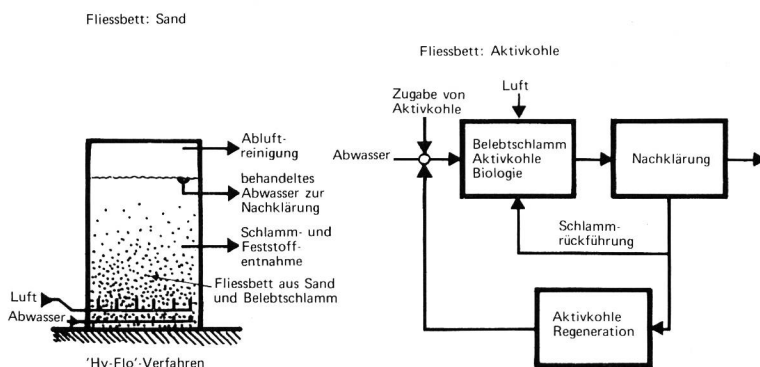 Fliessbett: Sand
Abluft-
reinigung
behandeltes
Abwasser zur
Nachklärung
Schlamm- und
Feststoff-
entnahme
Fliessbett aus Sand
und Belebtschlamm
Luft
Abwasser
'Hy-Flo'-Verfahren
Fliessbett: Aktivkohle
Zugabe von
Aktivkohle
Luft
Abwasser
Belebtschlamm
Aktivkohle
Biologie
Nachklärung
Schlamm-
rückführung
Aktivkohle
Regeneration